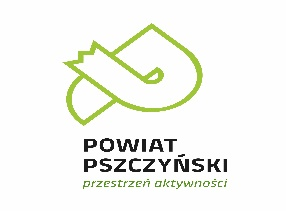 POWIAT
PSZCZYŃSKI
przestrzeń aktywności